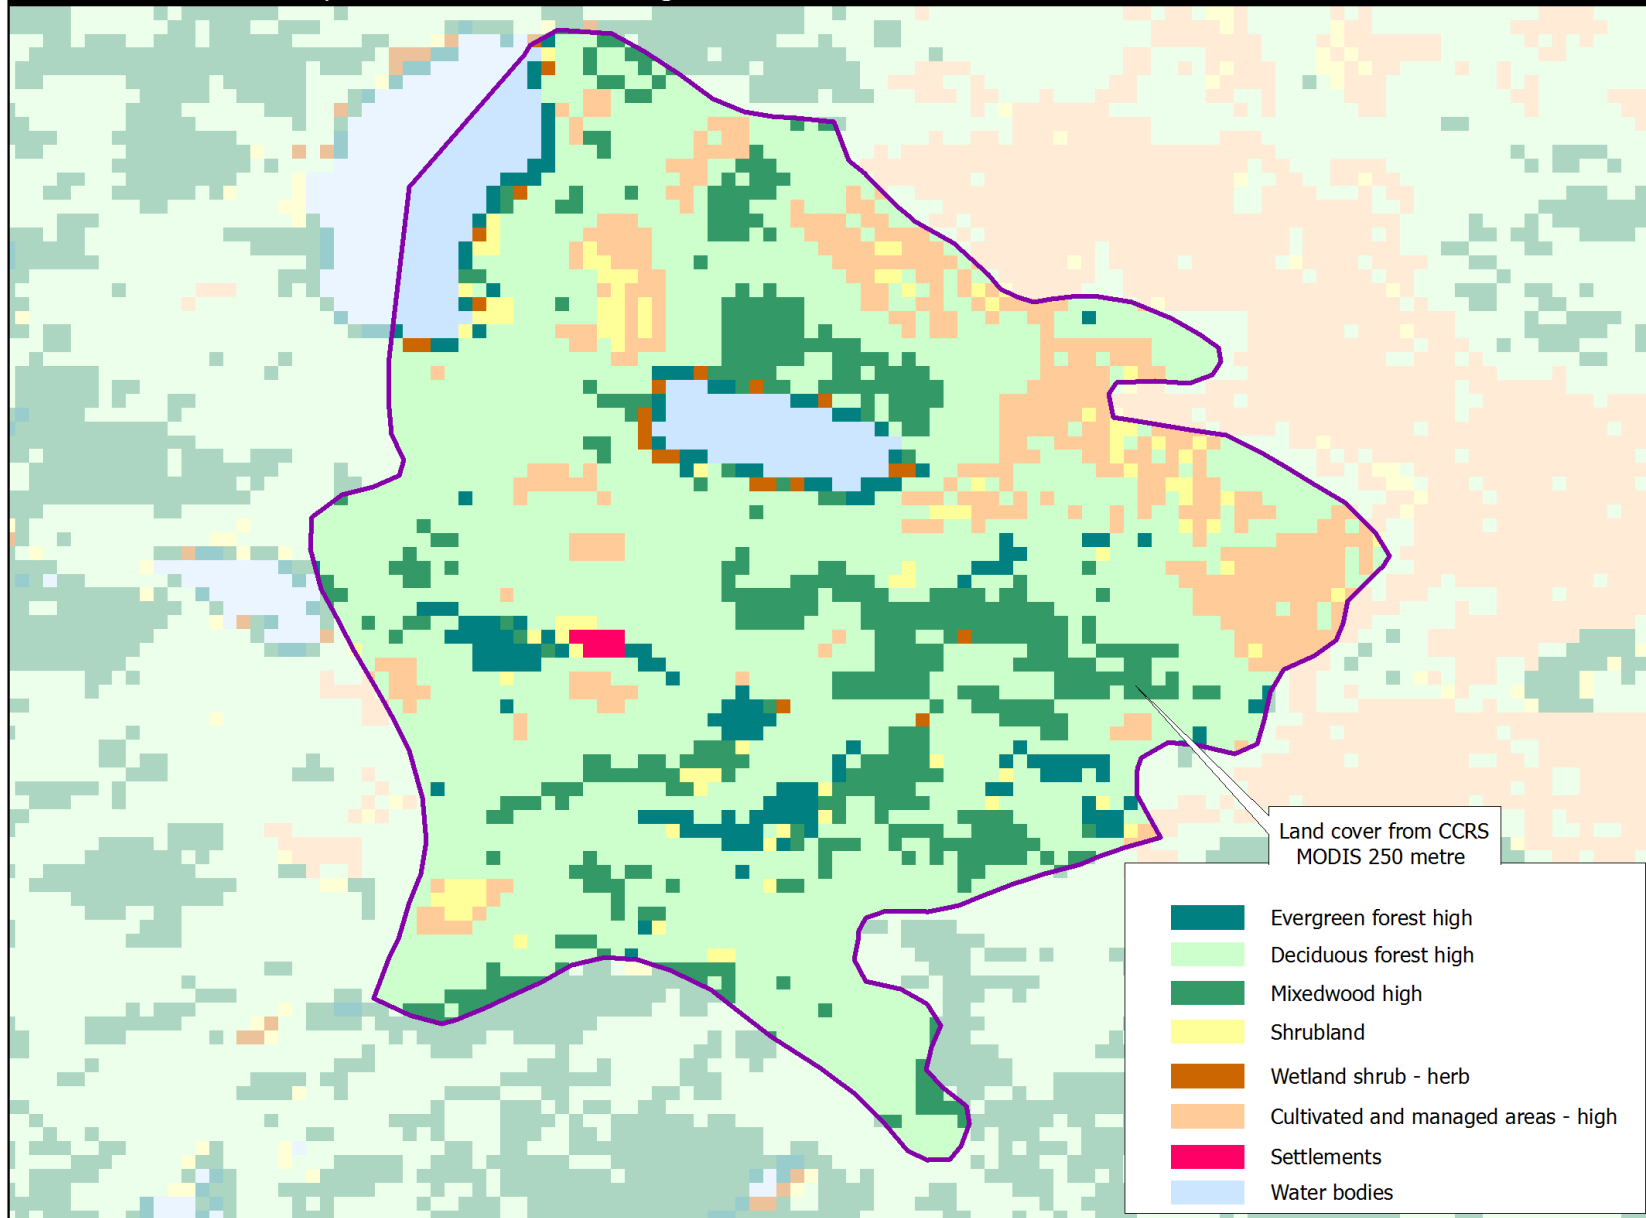 Land cover from CCRS
MODIS 250 metre
Evergreen forest high
Deciduous forest high
Mixedwood high
Shrubland
Wetland shrub - herb
Cultivated and managed areas - high
Settlements
Water bodies